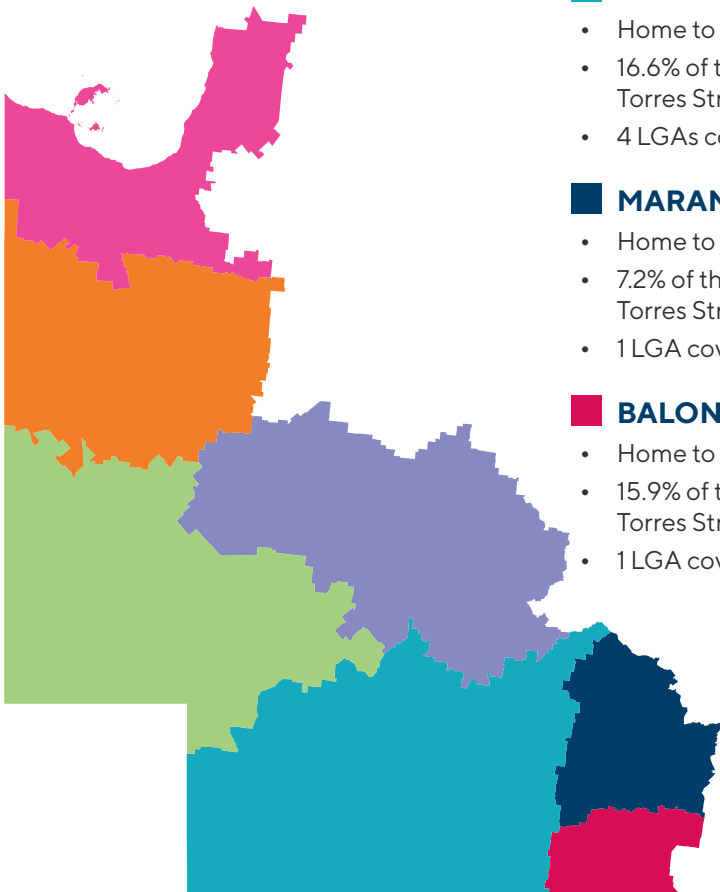 • Home to
• 16.6% of t
Torres Str
• 4 LGAs co
MARAN
• Home to
• 7.2% of th
Torres Str
• 1 LGA cov
BALON
• Home to
• 15.9% of t
Torres Str
• 1 LGA cov